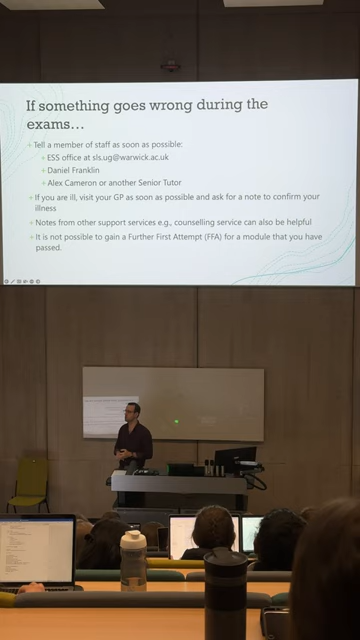 If something goes wrong during the
exams…
Tell a member of staff as soon as possible:
ESS office at sls.ug@warwick.ac.uk
Daniel Franklin
Alex Cameron or another Senior Tutor
If you are ill, visit your GP as soon as possible and ask for a note to confirm your
illness
Notes from other support services e.g., counselling service can also be helpful
It is not possible to gain a Further First Attempt (FFA) for a module that you have
passed.